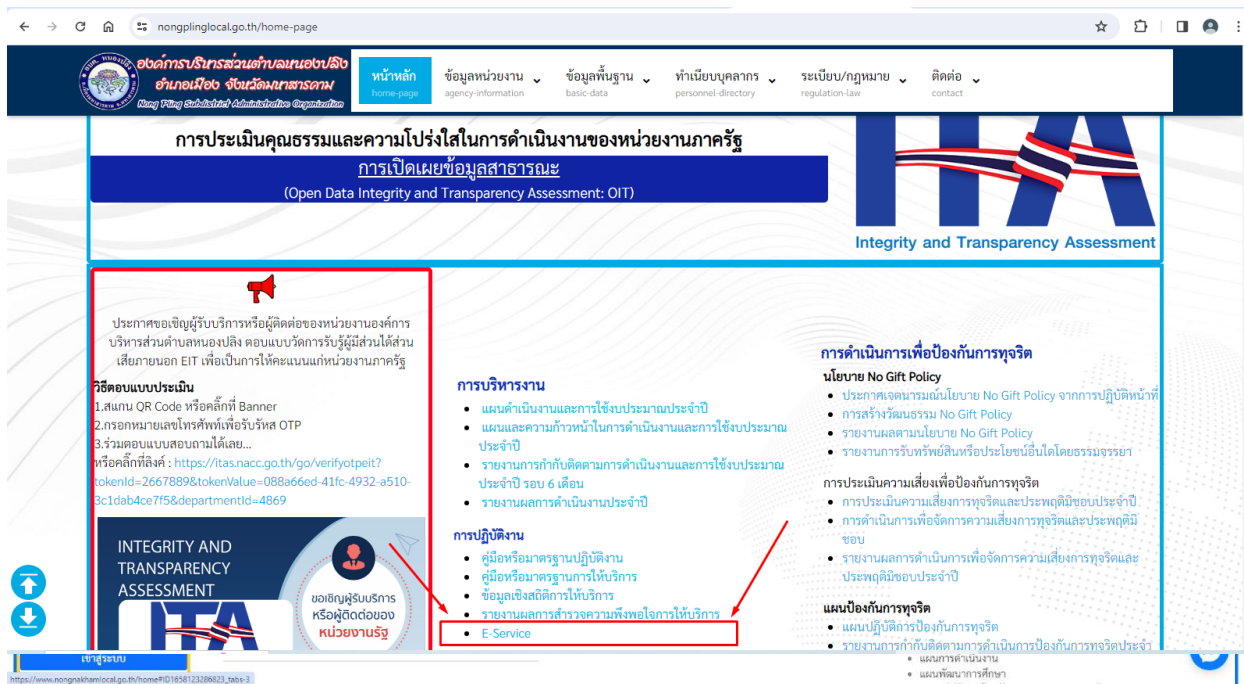 nongplinglocal.go.th/home-page
องค์การบริหารส่วนตำบลหนองปลิง
อำเภอเมือง จังหวัดมหาสารคาม
Nong Pling Subdistrict Administrative Organization
หน้าหลัก
home-page
ข้อมูลหน่วยงาน
agency-information
ข้อมูลพื้นฐาน
basic-data
ทำเนียบบุคลากร
personnel-directory
ระเบียบ/กฎหมาย
regulation-law
ติดต่อ
contact
การประเมินคุณธรรมและความโปร่งใสในการดำเนินงานของหน่วยงานภาครัฐ
การเปิดเผยข้อมูลสาธารณะ
(Open Data Integrity and Transparency Assessment: OIT)
ITA
Integrity and Transparency Assessment
ประกาศขอเชิญผู้รับบริการหรือผู้ติดต่อของหน่วยงานองค์การ
บริหารส่วนตำบลหนองปลิง ตอบแบบวัดการรับรู้ผู้มีส่วนได้ส่วน
เสียภายนอก EIT เพื่อเป็นการให้คะแนนแก่หน่วยงานภาครัฐ
วิธีตอบแบบประเมิน
1.สแกน QR Code หรือคลิ๊กที่ Banner
2.กรอกหมายเลขโทรศัพท์เพื่อรับรหัส OTP
3.ร่วมตอบแบบสอบถามได้เลย...
หรือคลิ๊กที่ลิงค์ : https://itas.nacc.go.th/go/verifyotpeit?
tokenId=2667889&tokenValue=088a66ed-41fc-4932-a510-
3c1dab4ce7f5&departmentId=4869
INTEGRITY AND
TRANSPARENCY
ASSESSMENT
ขอเชิญผู้รับบริการ
หรือผู้ติดต่อของ
หน่วยงานรัฐ
การบริหารงาน
แผนดำเนินงานและการใช้งบประมาณประจำปี
แผนและความก้าวหน้าในการดำเนินงานและการใช้งบประมาณ
ประจำปี
รายงานการกำกับติดตามการดำเนินงานและการใช้งบประมาณ
ประจำปี รอบ 6 เดือน
รายงานผลการดำเนินงานประจำปี
การปฏิบัติงาน
คู่มือหรือมาตรฐานปฏิบัติงาน
คู่มือหรือมาตรฐานการให้บริการ
ข้อมูลเชิงสถิติการให้บริการ
รายงานผลการสำรวจความพึงพอใจการให้บริการ
E-Service
การดำเนินการเพื่อป้องกันการทุจริต
นโยบาย No Gift Policy
ประกาศเจตนารมณ์นโยบาย No Gift Policy จากการปฏิบัติหน้าที่
การสร้างวัฒนธรรม No Gift Policy
รายงานผลตามนโยบาย No Gift Policy
รายงานการรับทรัพย์สินหรือประโยชน์อื่นใดโดยธรรมจรรยา
การประเมินความเสี่ยงเพื่อป้องกันการทุจริต
การประเมินความเสี่ยงการทุจริตและประพฤติมิชอบประจำปี
การดำเนินการเพื่อจัดการความเสี่ยงการทุจริตและประพฤติมิ
ชอบ
รายงานผลการดำเนินการเพื่อจัดการความเสี่ยงการทุจริตและ
ประพฤติมิชอบประจำปี
แผนป้องกันการทุจริต
แผนปฏิบัติการป้องกันการทุจริต
รายงานการกำกับติดตามการดำเนินการป้องกันการทุจริตประจำ
เข้าสู่ระบบ
แผนการดำเนินงาน
แผนพัฒนาการศึกษา
https://www.nongnakhamlocal.go.th/home#ID1658123286823_tabs-3